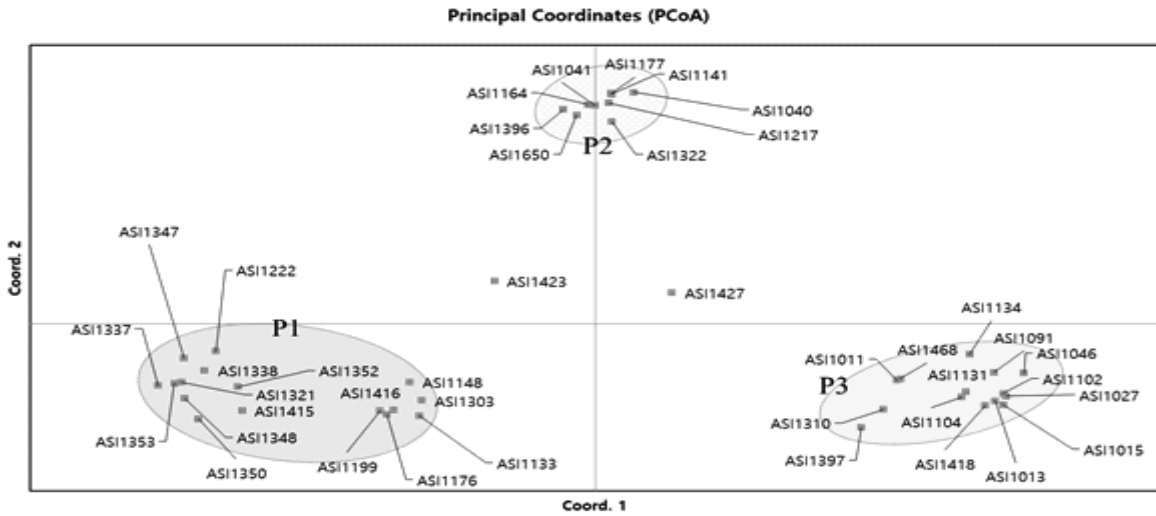 Principal Coordinates (PCoA)
ASI1177
ASI1041
ASI1141
ASI1164
ASI1040
ASI1396
ASI1217
P2
ASI1650
ASI1322
ASI1347
ASI1222
Coord. 2
ASI1423
ASI1427
ASI1337
P1
ASI1134
ASI1091
ASI1011
ASI1468
ASI1046
ASI1338
ASI1352
ASI1148
P3
ASI1131
ASI1102
ASI1321
ASI1416
ASI1303
ASI1027
ASI1415
ASI1310
ASI1104
ASI1353
ASI1348
ASI1133
ASI1397
ASI1015
ASI1350
ASI1199
ASI1176
ASI1418
ASI1013
Coord. 1